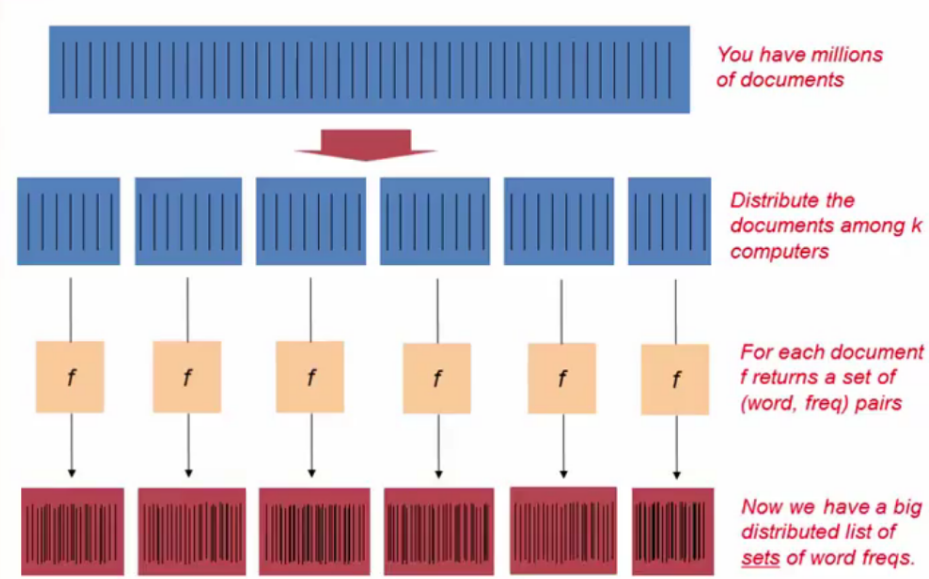 You have millions
of documents
Distribute the
documents among k
computers
f f f f f f
For each document
f returns a set of
(word, freq) pairs
Now we have a big
distributed list of
sets of word freqs.